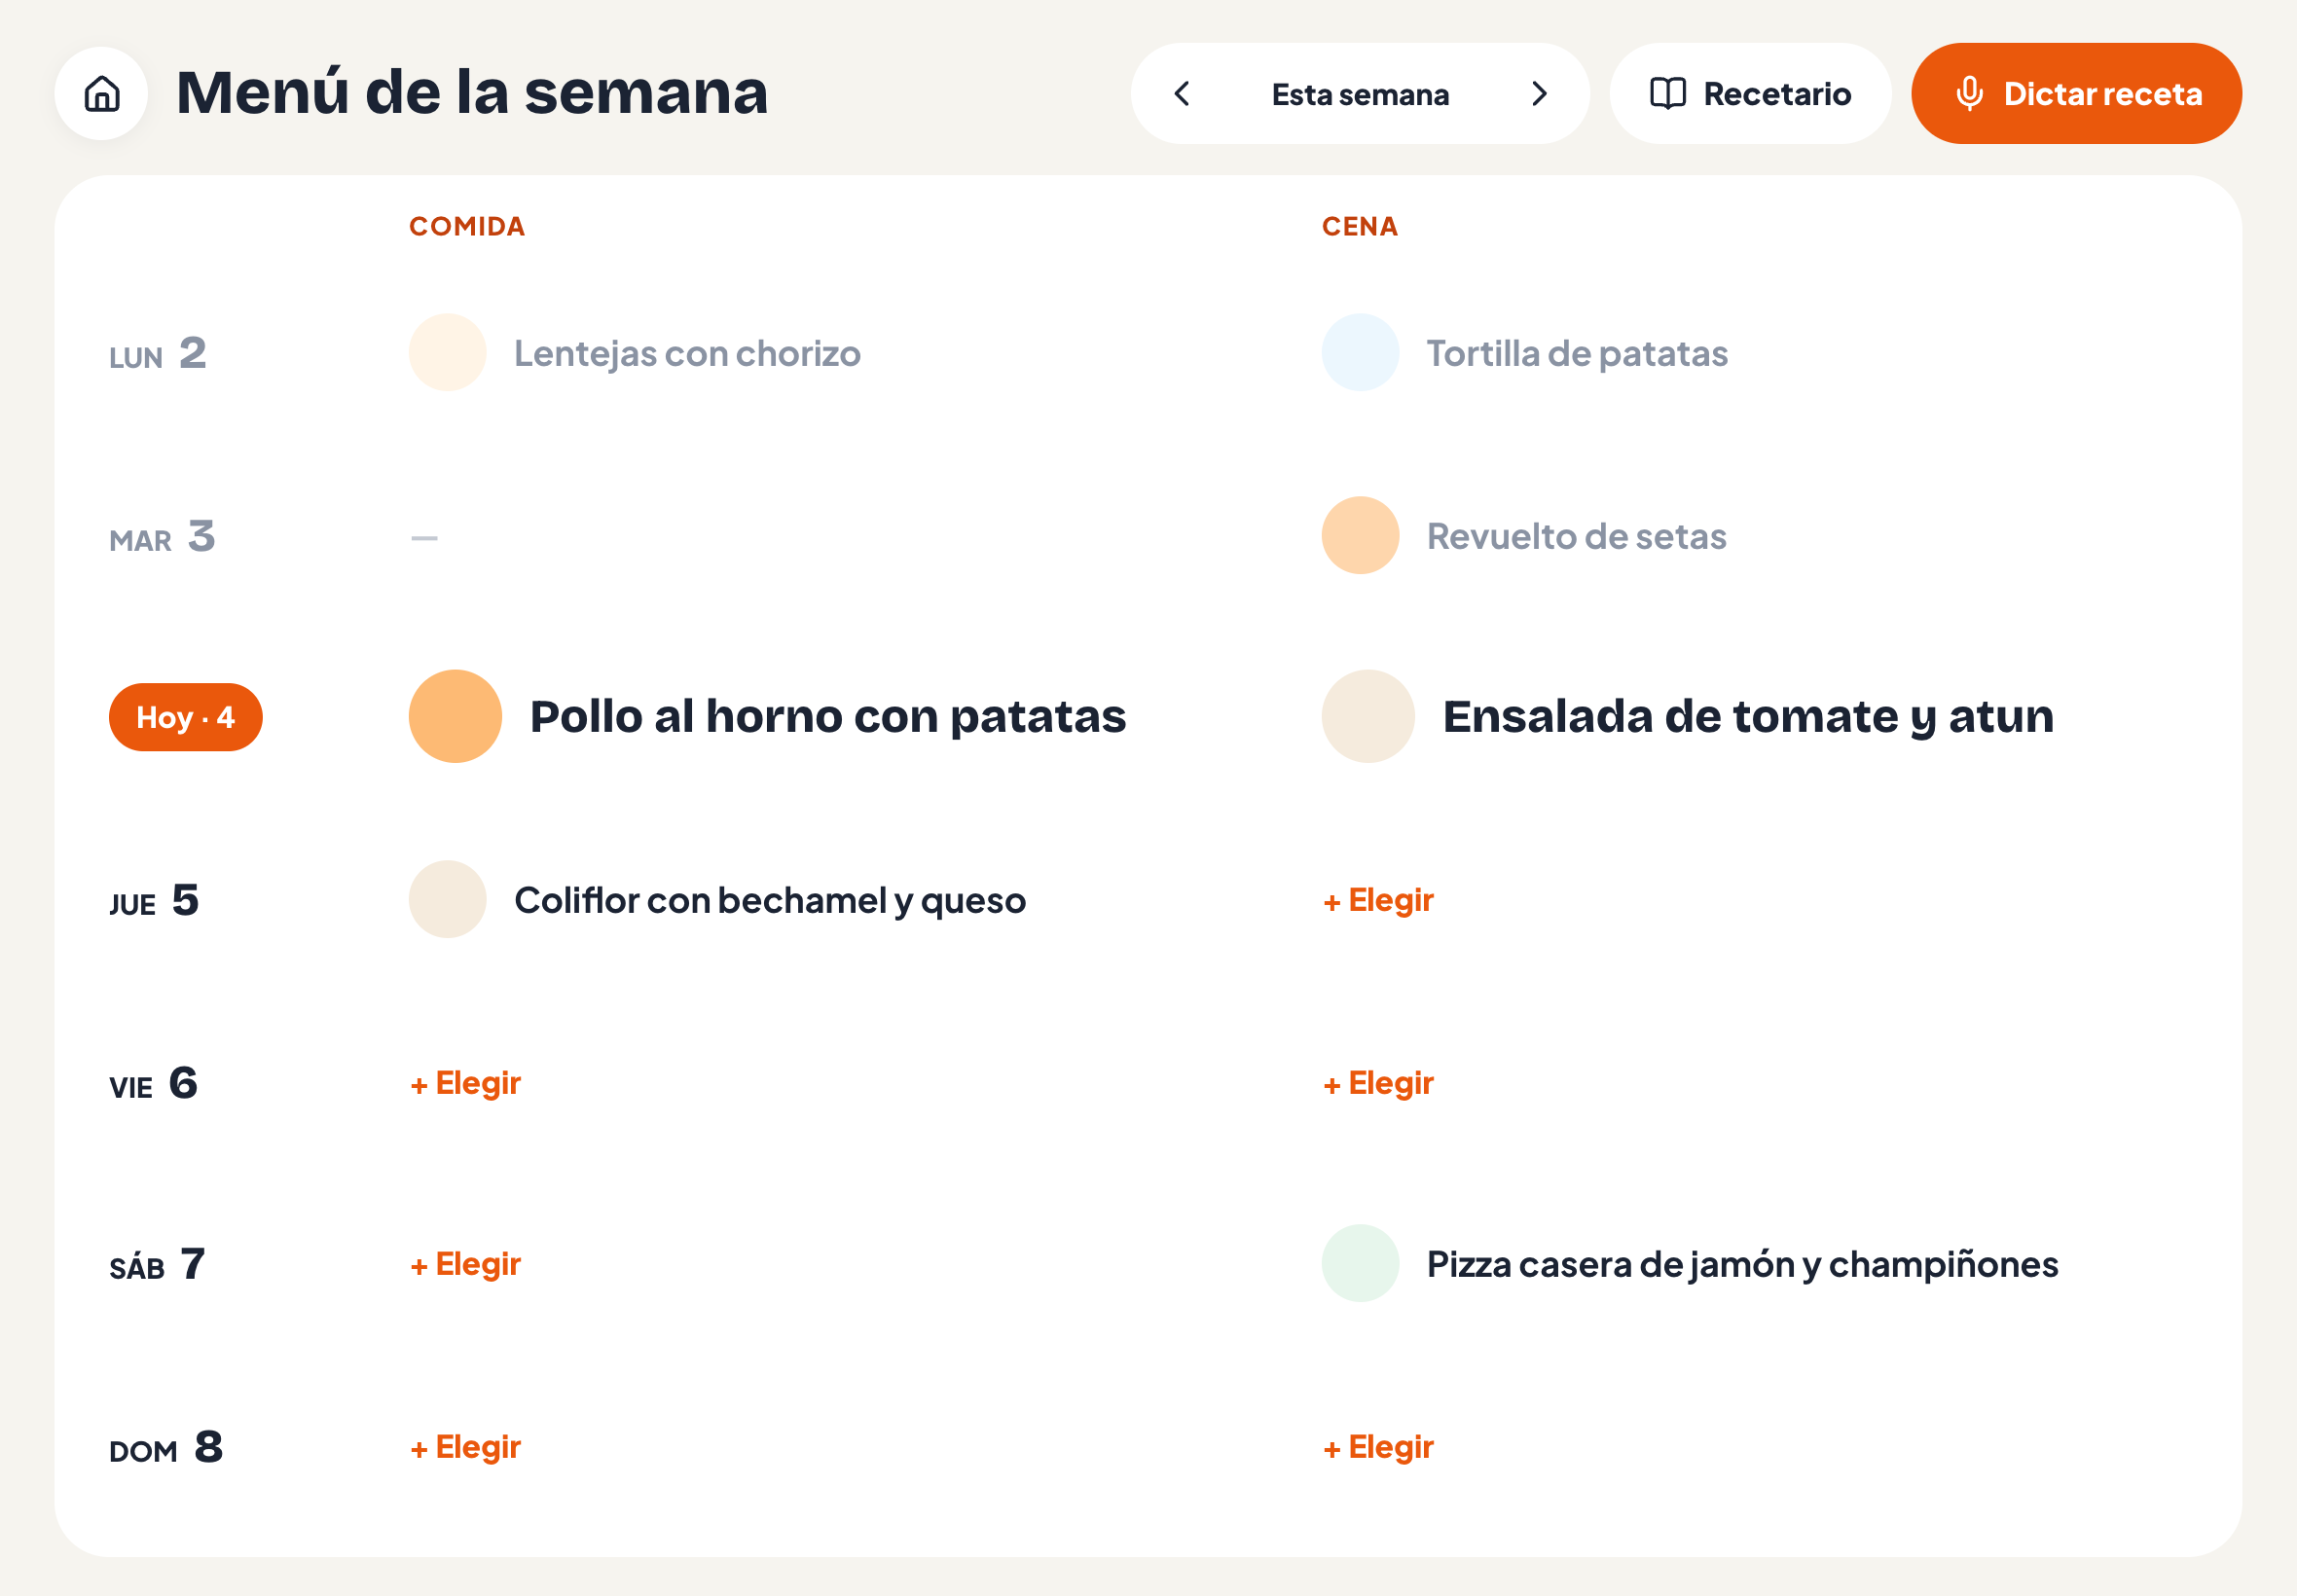 Menú de la semana
Esta semana
Recetario
Dictar receta
COMIDA CENA
LUN 2 Lentejas con chorizo Tortilla de patatas
MAR 3 — Revuelto de setas
Hoy · 4 Pollo al horno con patatas Ensalada de tomate y atun
JUE 5 Coliflor con bechamel y queso + Elegir
VIE 6 + Elegir + Elegir
SÁB 7 + Elegir Pizza casera de jamón y champiñones
DOM 8 + Elegir + Elegir